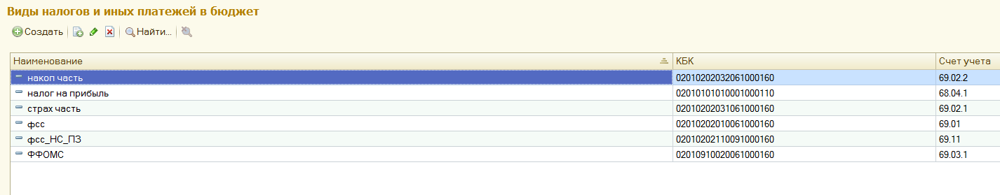 Виды налогов и иных платежей в бюджет
Создать Найти...
Наименование КБК Счет учета
накоп часть 02010202032061000160 69.02.2
налог на прибыль 02010101010001000110 68.04.1
страх часть 02010202031061000160 69.02.1
фсс 02010202010061000160 69.01
фсс_НС_ПЗ 02010202110091000160 69.11
ФФОМС 02010910020061000160 69.03.1